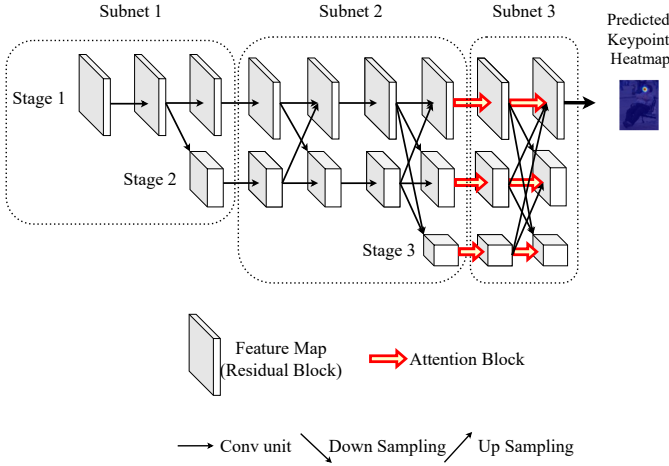 Subnet 1
Subnet 2
Subnet 3
Predicted
Keypoint
Heatmap
Stage 1
Stage 2
Stage 3
Feature Map
(Residual Block)
Attention Block
Conv unit
Down Sampling
Up Sampling